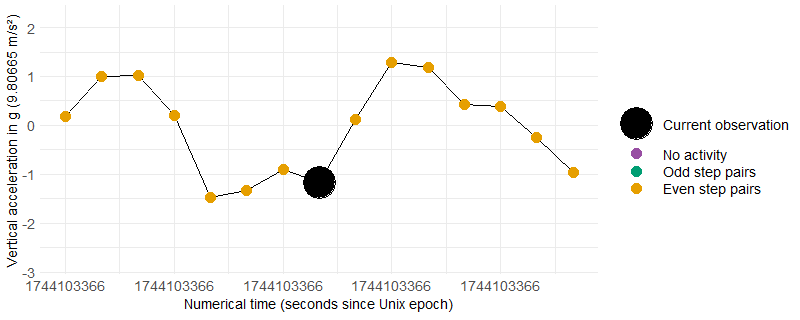 Vertical acceleration in g (9.80665 m/s²)
2
1
0
-1
-2
-3
1744103366 1744103366 1744103366 1744103366 1744103366
Numerical time (seconds since Unix epoch)
Current observation
No activity
Odd step pairs
Even step pairs